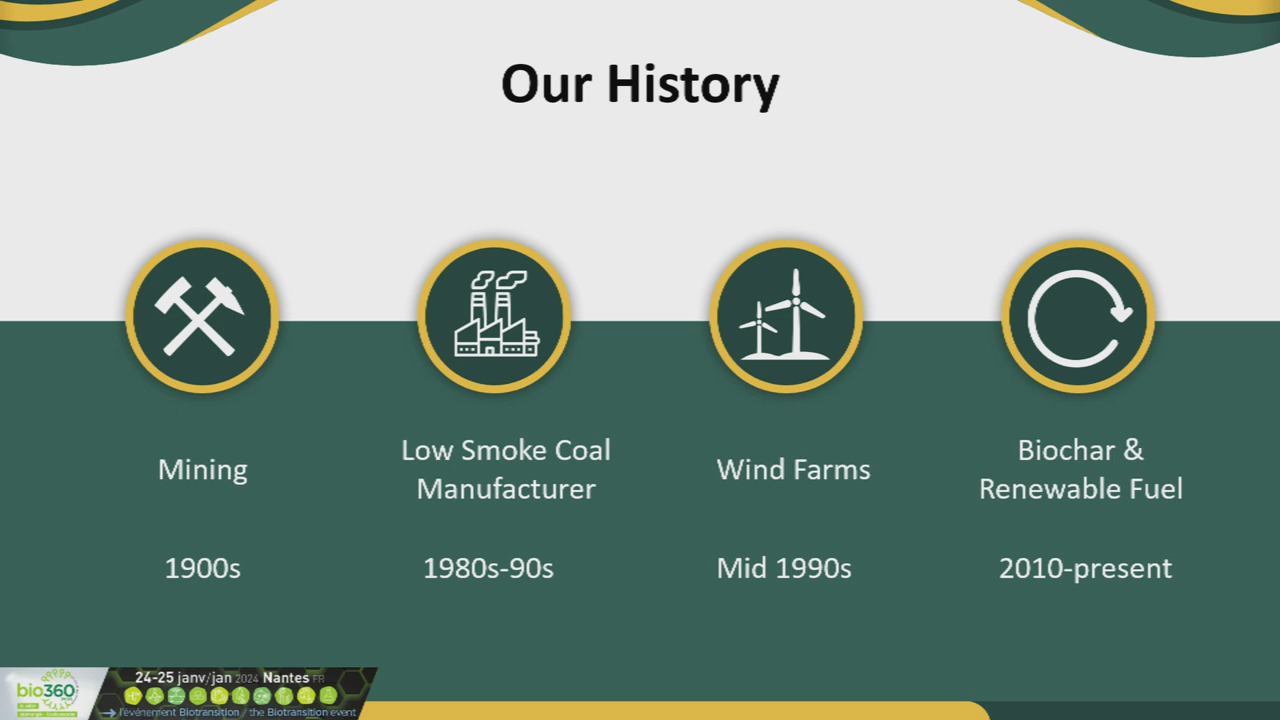 Our History
Mining
Low Smoke Coal
Manufacturer
Wind Farms
Biochar &
Renewable Fuel
1900s
1980s-90s
Mid 1990s
2010-present
bio360
24-25 janv/jan 2024 Nantes FR
l'événement Biotransition / the Biotransition event